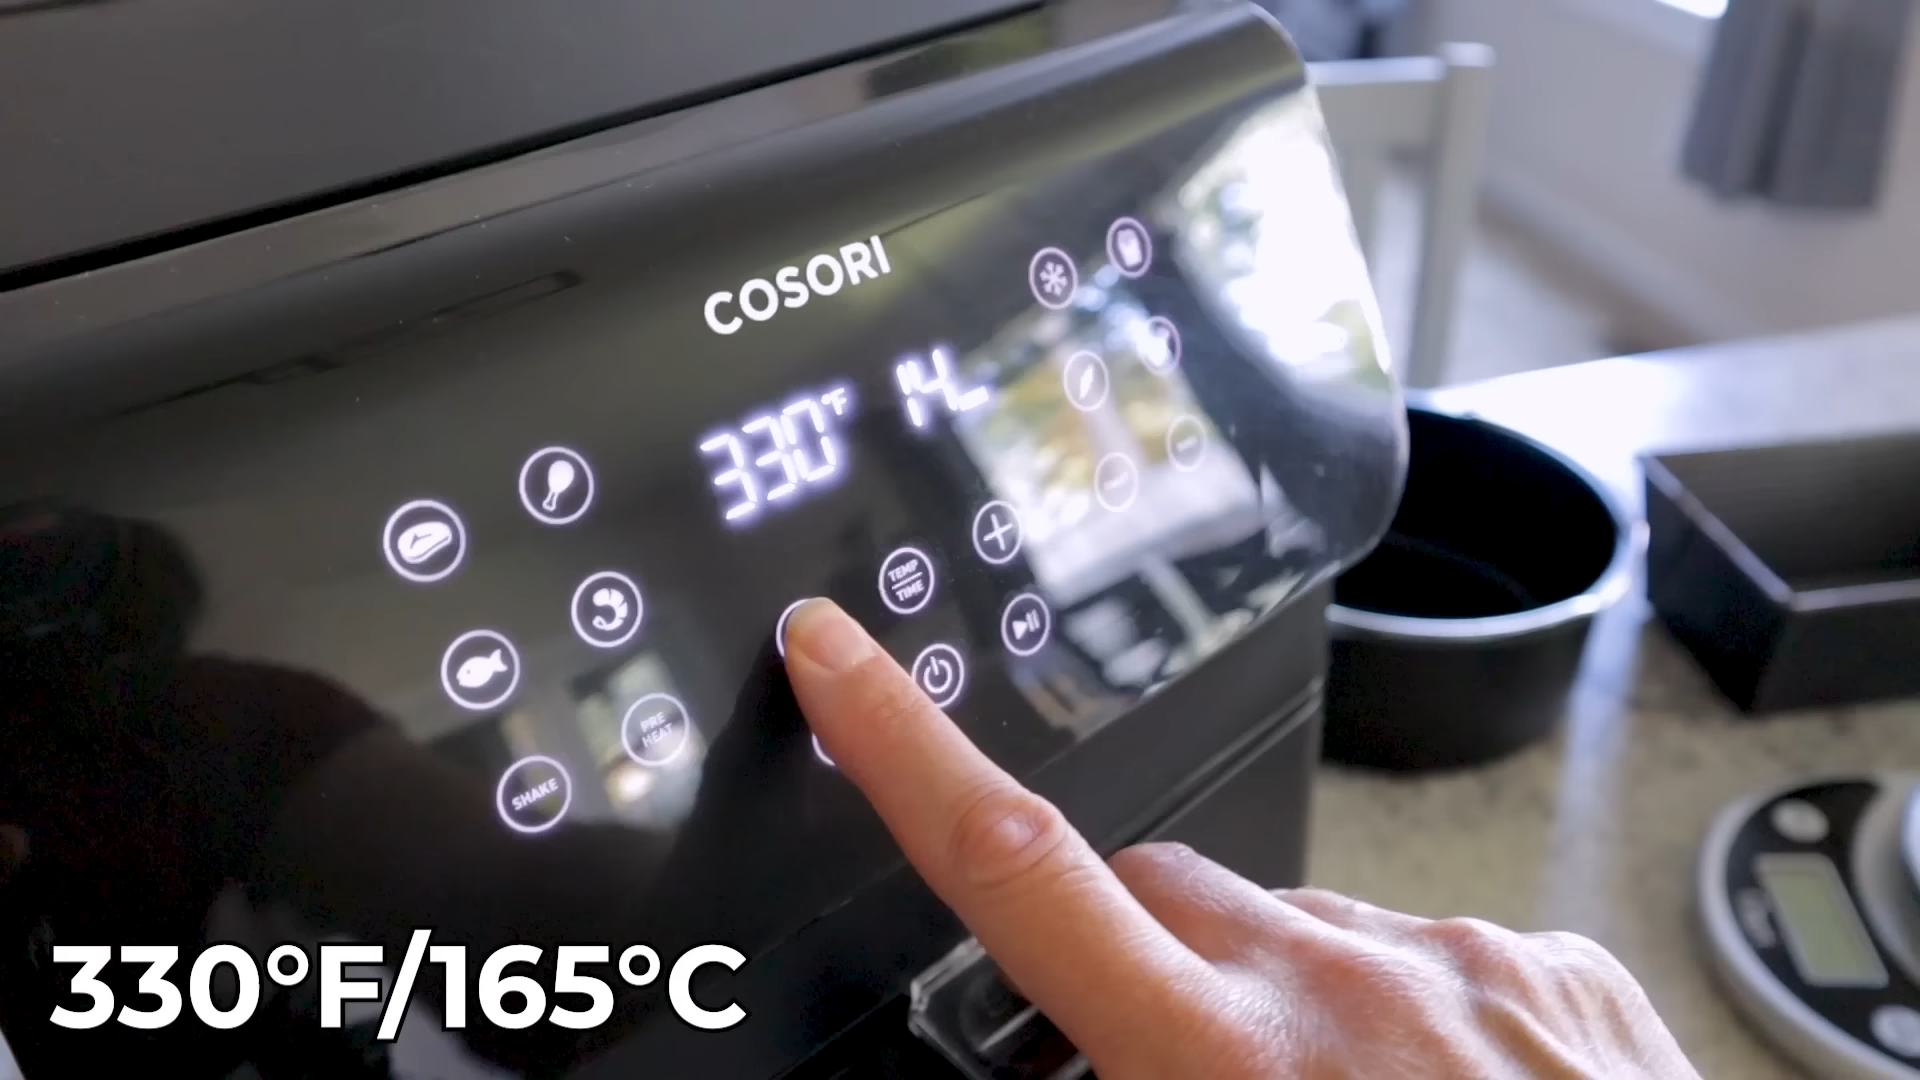 COSORI
330°F
14
TEMP
TIME
PRE
HEAT
SHAKE
330°F/165°C